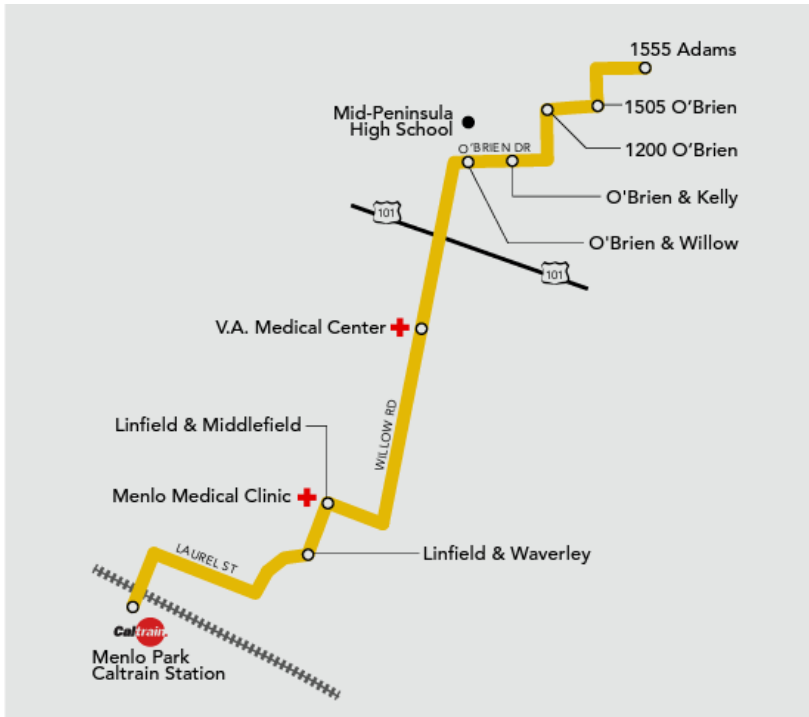 1555 Adams
Mid-Peninsula
High School
1505 O'Brien
O'BRIEN DR
1200 O'Brien
O'Brien & Kelly
101
O'Brien & Willow
101
V.A. Medical Center
WILLOW RD
Linfield & Middlefield
Menlo Medical Clinic
LAUREL ST
Linfield & Waverley
Caltrain
Menlo Park
Caltrain Station